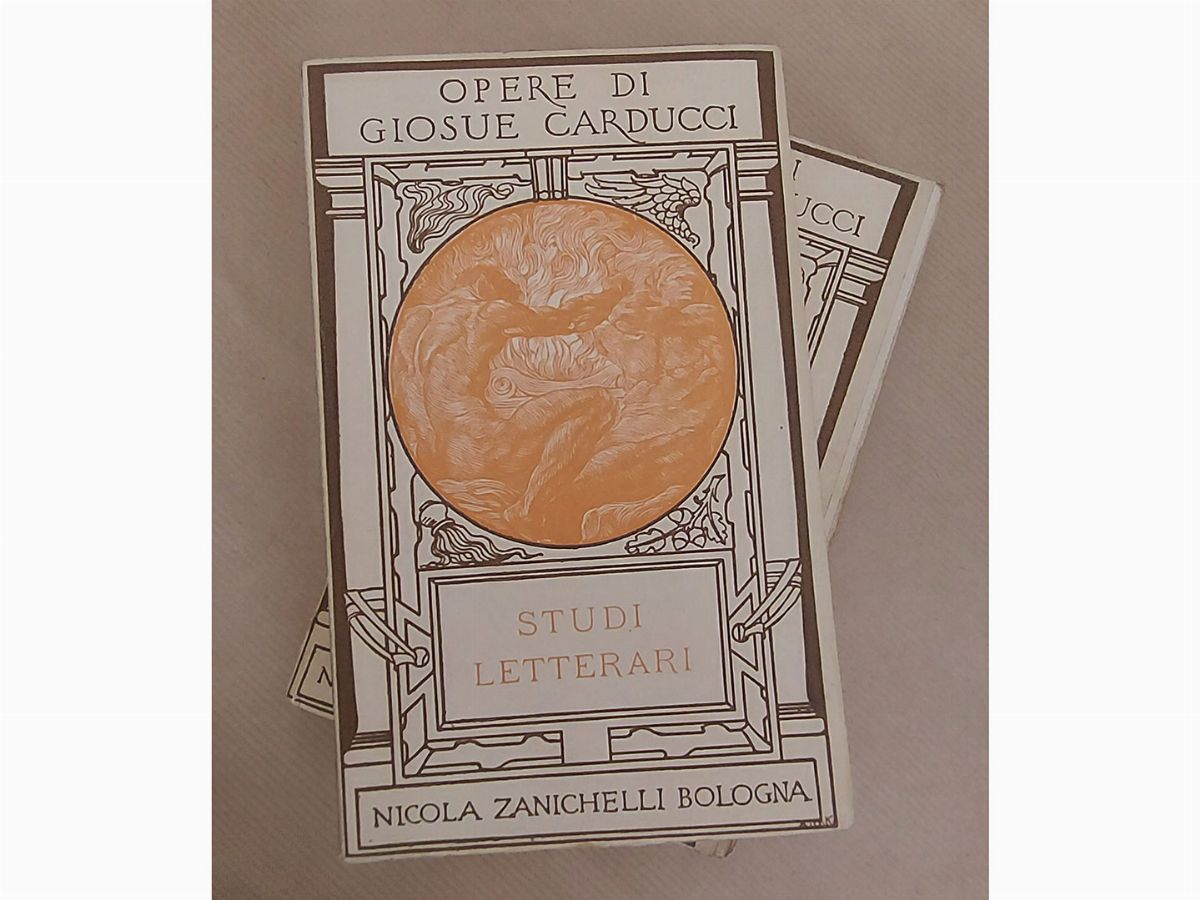 OPERE DI
GIOSUE CARDUCCI
STUDI
LETTERARI
NICOLA ZANICHELLI BOLOGNA